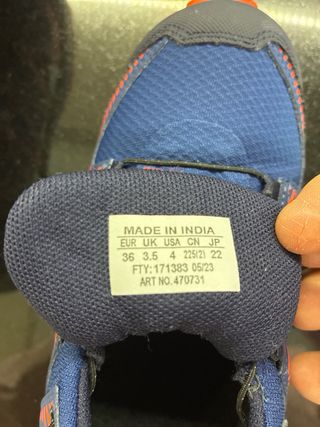 MADE IN INDIA
EUR UK USA CN JP
36 3.5 4 225(2) 22
FTY: 171383 05/23
ART NO. 470731